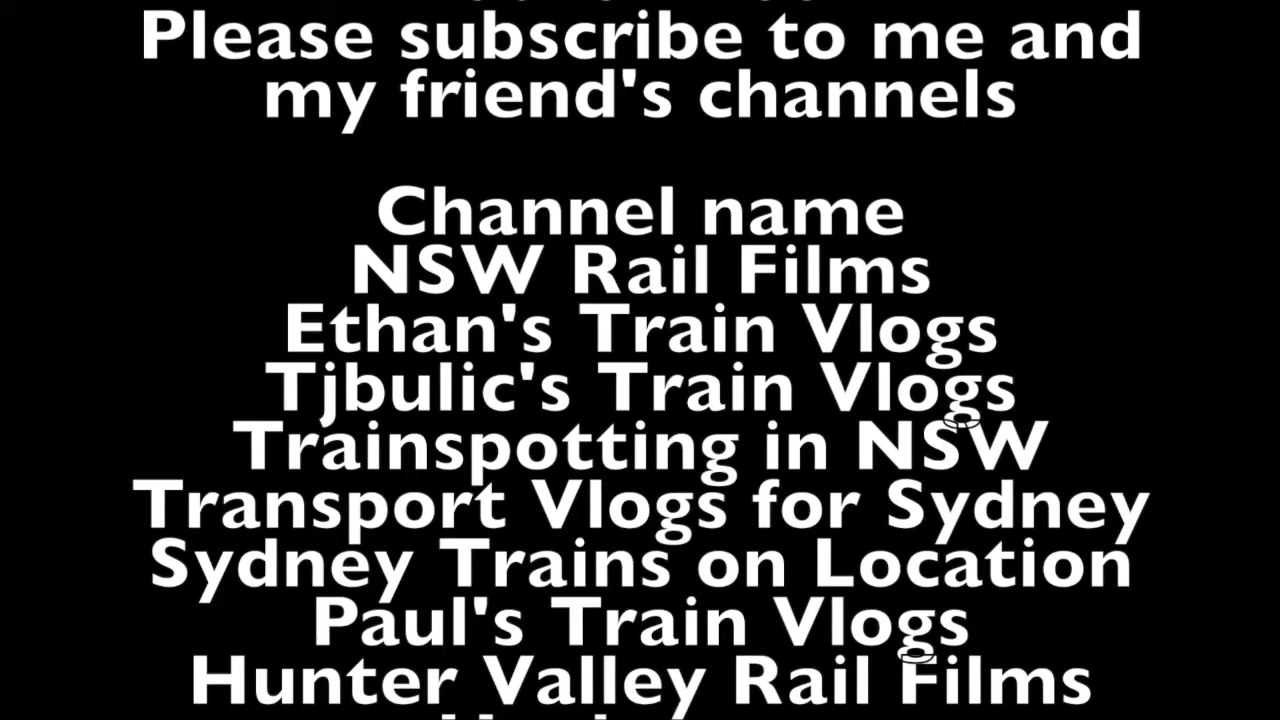 Please subscribe to me and
my friend's channels
Channel name
NSW Rail Films
Ethan's Train Vlogs
Tjbulic's Train Vlogs
Trainspotting in NSW
Transport Vlogs for Sydney
Sydney Trains on Location
Paul's Train Vlogs
Hunter Valley Rail Films